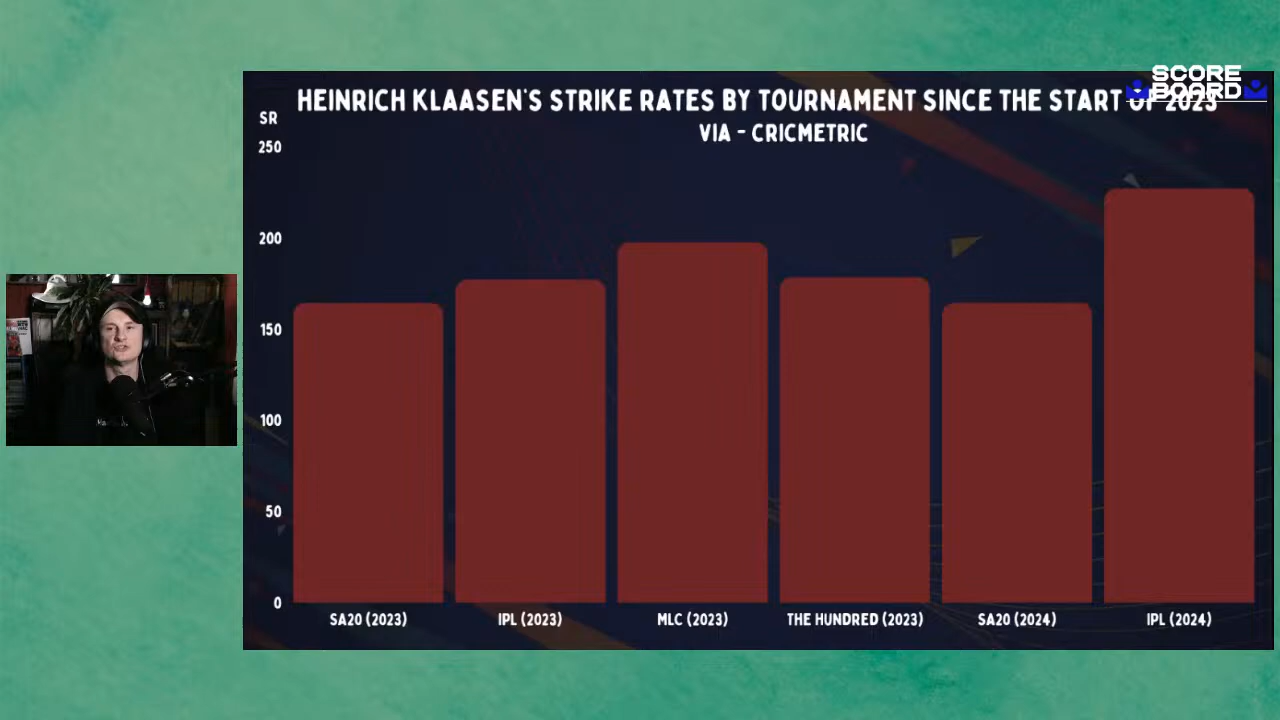 SCORE
BOARD
HEINRICH KLAASEN'S STRIKE RATES BY TOURNAMENT SINCE THE START OF 2023
VIA - CRICMETRIC
SR
250
200
150
100
50
0
SA20 (2023) IPL (2023) MLC (2023) THE HUNDRED (2023) SA20 (2024) IPL (2024)